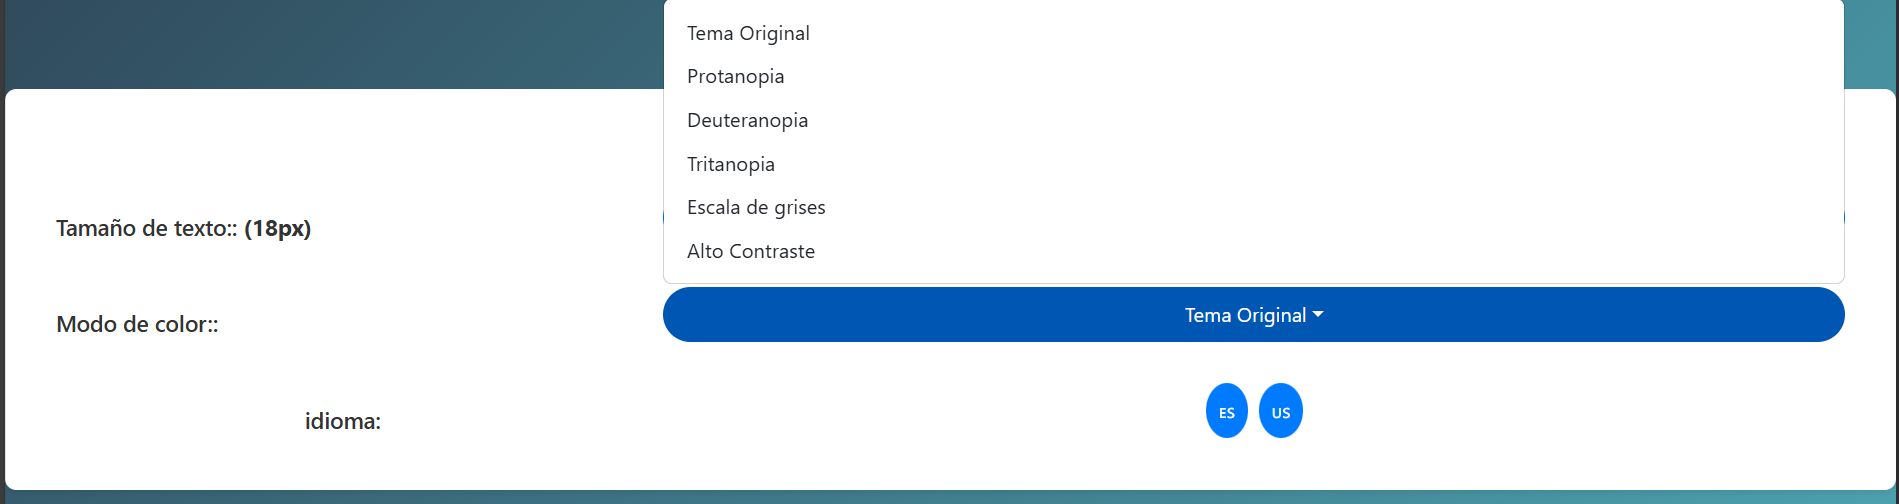 Tema Original
Protanopia
Deuteranopia
Tritanopia
Escala de grises
Alto Contraste
Tamaño de texto:: (18px)
Modo de color::
Tema Original
idioma:
ES
US